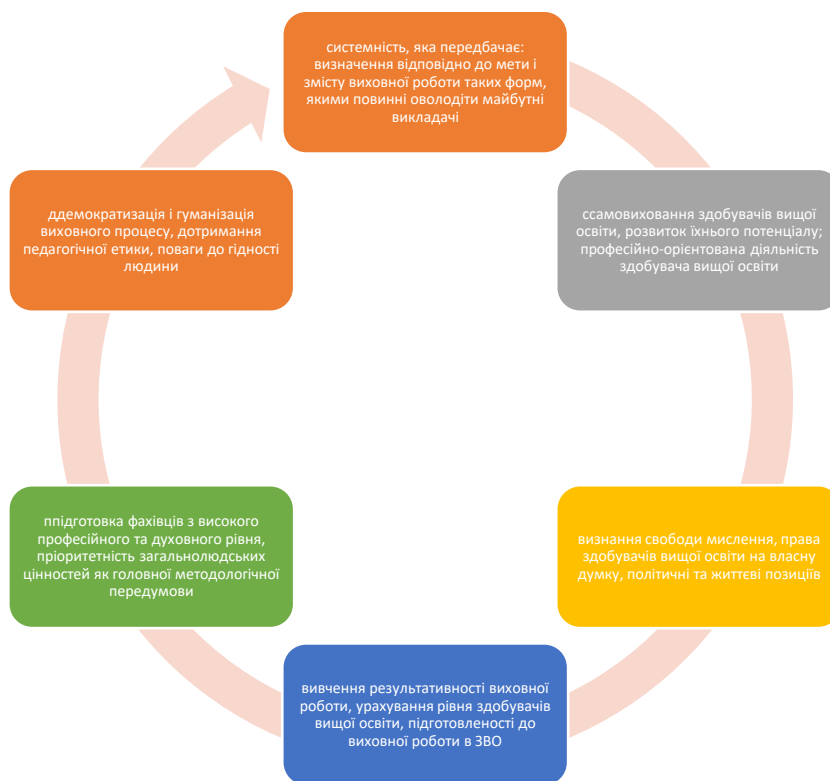 системність, яка передбачає:
визначення відповідно до мети і
змісту виховної роботи таких форм,
якими повинні оволодіти майбутні
викладачі
ссамовиховання здобувачів вищої
освіти, розвиток їхнього потенціалу;
професійно-орієнтована діяльність
здобувача вищої освіти
визнання свободи мислення, права
здобувачів вищої освіти на власну
думку, політичні та життєві позиціїв
вивчення результативності виховної
роботи, урахування рівня здобувачів
вищої освіти, підготовленості до
виховної роботи в ЗВО
ппідготовка фахівців з високого
професійного та духовного рівня,
пріоритетність загальнолюдських
цінностей як головної методологічної
передумови
ддемократизація і гуманізація
виховного процесу, дотримання
педагогічної етики, поваги до гідності
людини